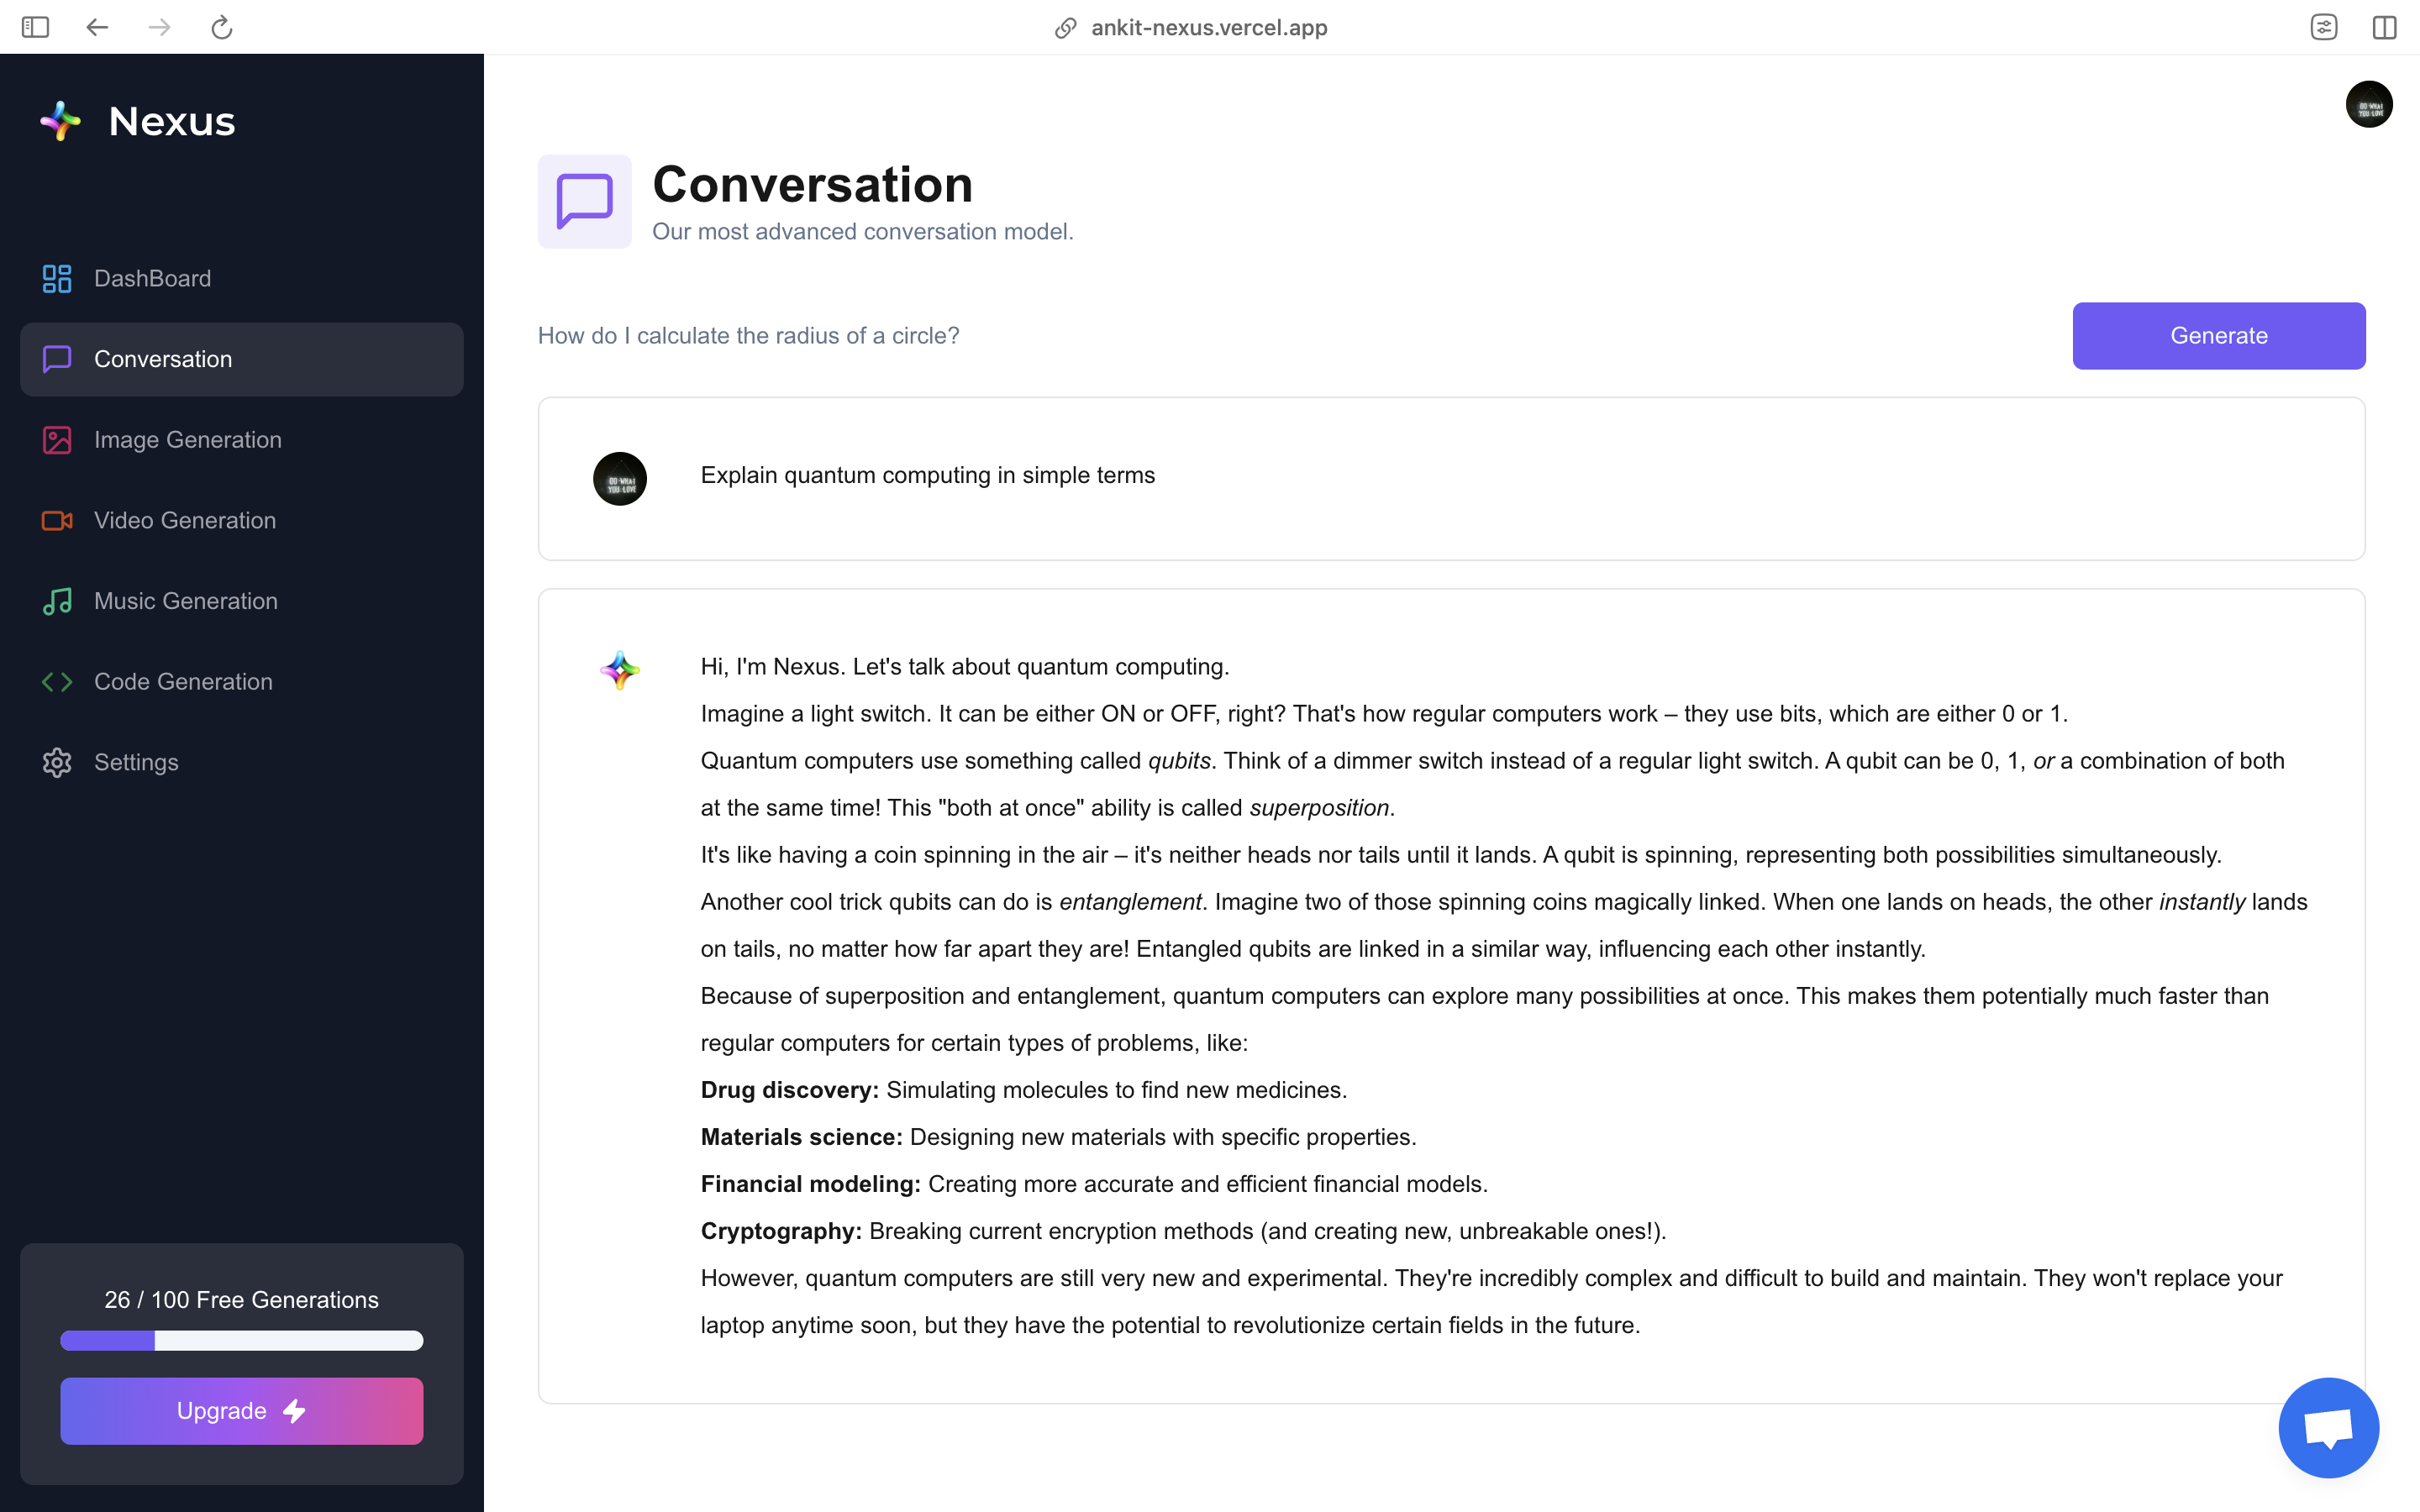 ankit-nexus.vercel.app
Nexus
DashBoard
Conversation
Image Generation
Video Generation
Music Generation
Code Generation
Settings
26 / 100 Free Generations
Upgrade
Conversation
Our most advanced conversation model.
How do I calculate the radius of a circle?
Generate
DO WHAT
YOU LOVE
Explain quantum computing in simple terms
Hi, I'm Nexus. Let's talk about quantum computing.
Imagine a light switch. It can be either ON or OFF, right? That's how regular computers work – they use bits, which are either 0 or 1.
Quantum computers use something called qubits. Think of a dimmer switch instead of a regular light switch. A qubit can be 0, 1, or a combination of both
at the same time! This "both at once" ability is called superposition.
It's like having a coin spinning in the air – it's neither heads nor tails until it lands. A qubit is spinning, representing both possibilities simultaneously.
Another cool trick qubits can do is entanglement. Imagine two of those spinning coins magically linked. When one lands on heads, the other instantly lands
on tails, no matter how far apart they are! Entangled qubits are linked in a similar way, influencing each other instantly.
Because of superposition and entanglement, quantum computers can explore many possibilities at once. This makes them potentially much faster than
regular computers for certain types of problems, like:
Drug discovery: Simulating molecules to find new medicines.
Materials science: Designing new materials with specific properties.
Financial modeling: Creating more accurate and efficient financial models.
Cryptography: Breaking current encryption methods (and creating new, unbreakable ones!).
However, quantum computers are still very new and experimental. They're incredibly complex and difficult to build and maintain. They won't replace your
laptop anytime soon, but they have the potential to revolutionize certain fields in the future.